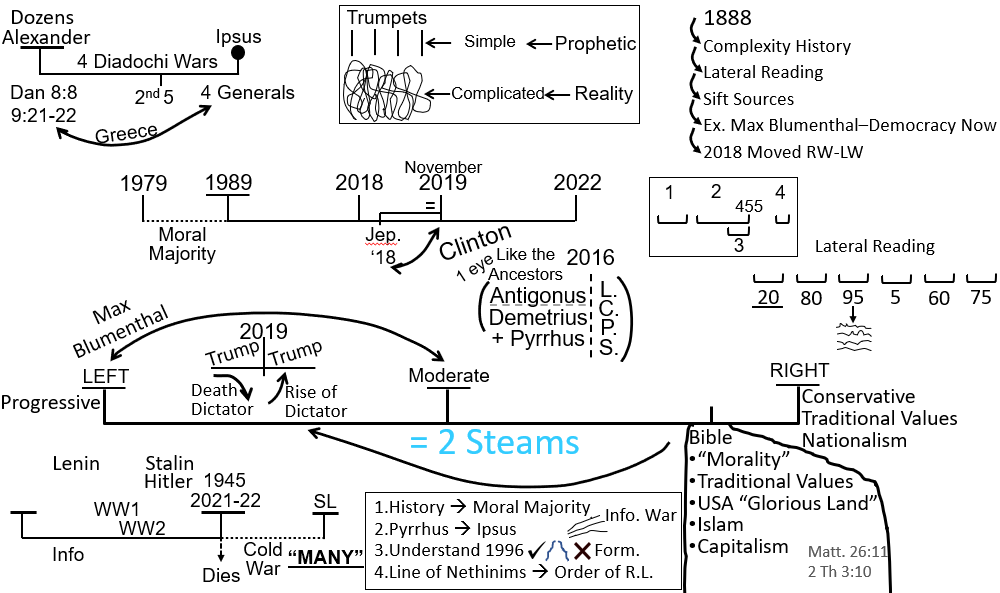 Dozens
Alexander
Ipsus
4 Diadochi Wars
Dan 8:8
9:21-22
2nd 5
4 Generals
Greece
Trumpets
Simple
Prophetic
Complicated
Reality
1888
Complexity History
Lateral Reading
Sift Sources
Ex. Max Blumenthal–Democracy Now
2018 Moved RW-LW
November
1979
1989
2018
2019
2022
=
Moral
Majority
Jep.
‘18
Clinton
1 eye
Like the
Ancestors
2016
Antigonus
Demetrius
+ Pyrrhus
L.
C.
P.
S.
1
2
4
455
3
Lateral Reading
20
80
95
5
60
75
Max
Blumenthal
2019
Trump
Trump
Death
Dictator
Rise of
Dictator
LEFT
Progressive
Moderate
RIGHT
Conservative
Traditional Values
Nationalism
= 2 Steams
Bible
•“Morality”
•Traditional Values
•USA “Glorious Land”
•Islam
•Capitalism
Matt. 26:11
2 Th 3:10
Lenin
Stalin
Hitler
1945
2021-22
SL
WW1
WW2
Info
Dies
Cold
War
“MANY”
1.History → Moral Majority
2.Pyrrhus → Ipsus
Info. War
3.Understand 1996 ✓ ✗ Form.
4.Line of Nethinims → Order of R.L.